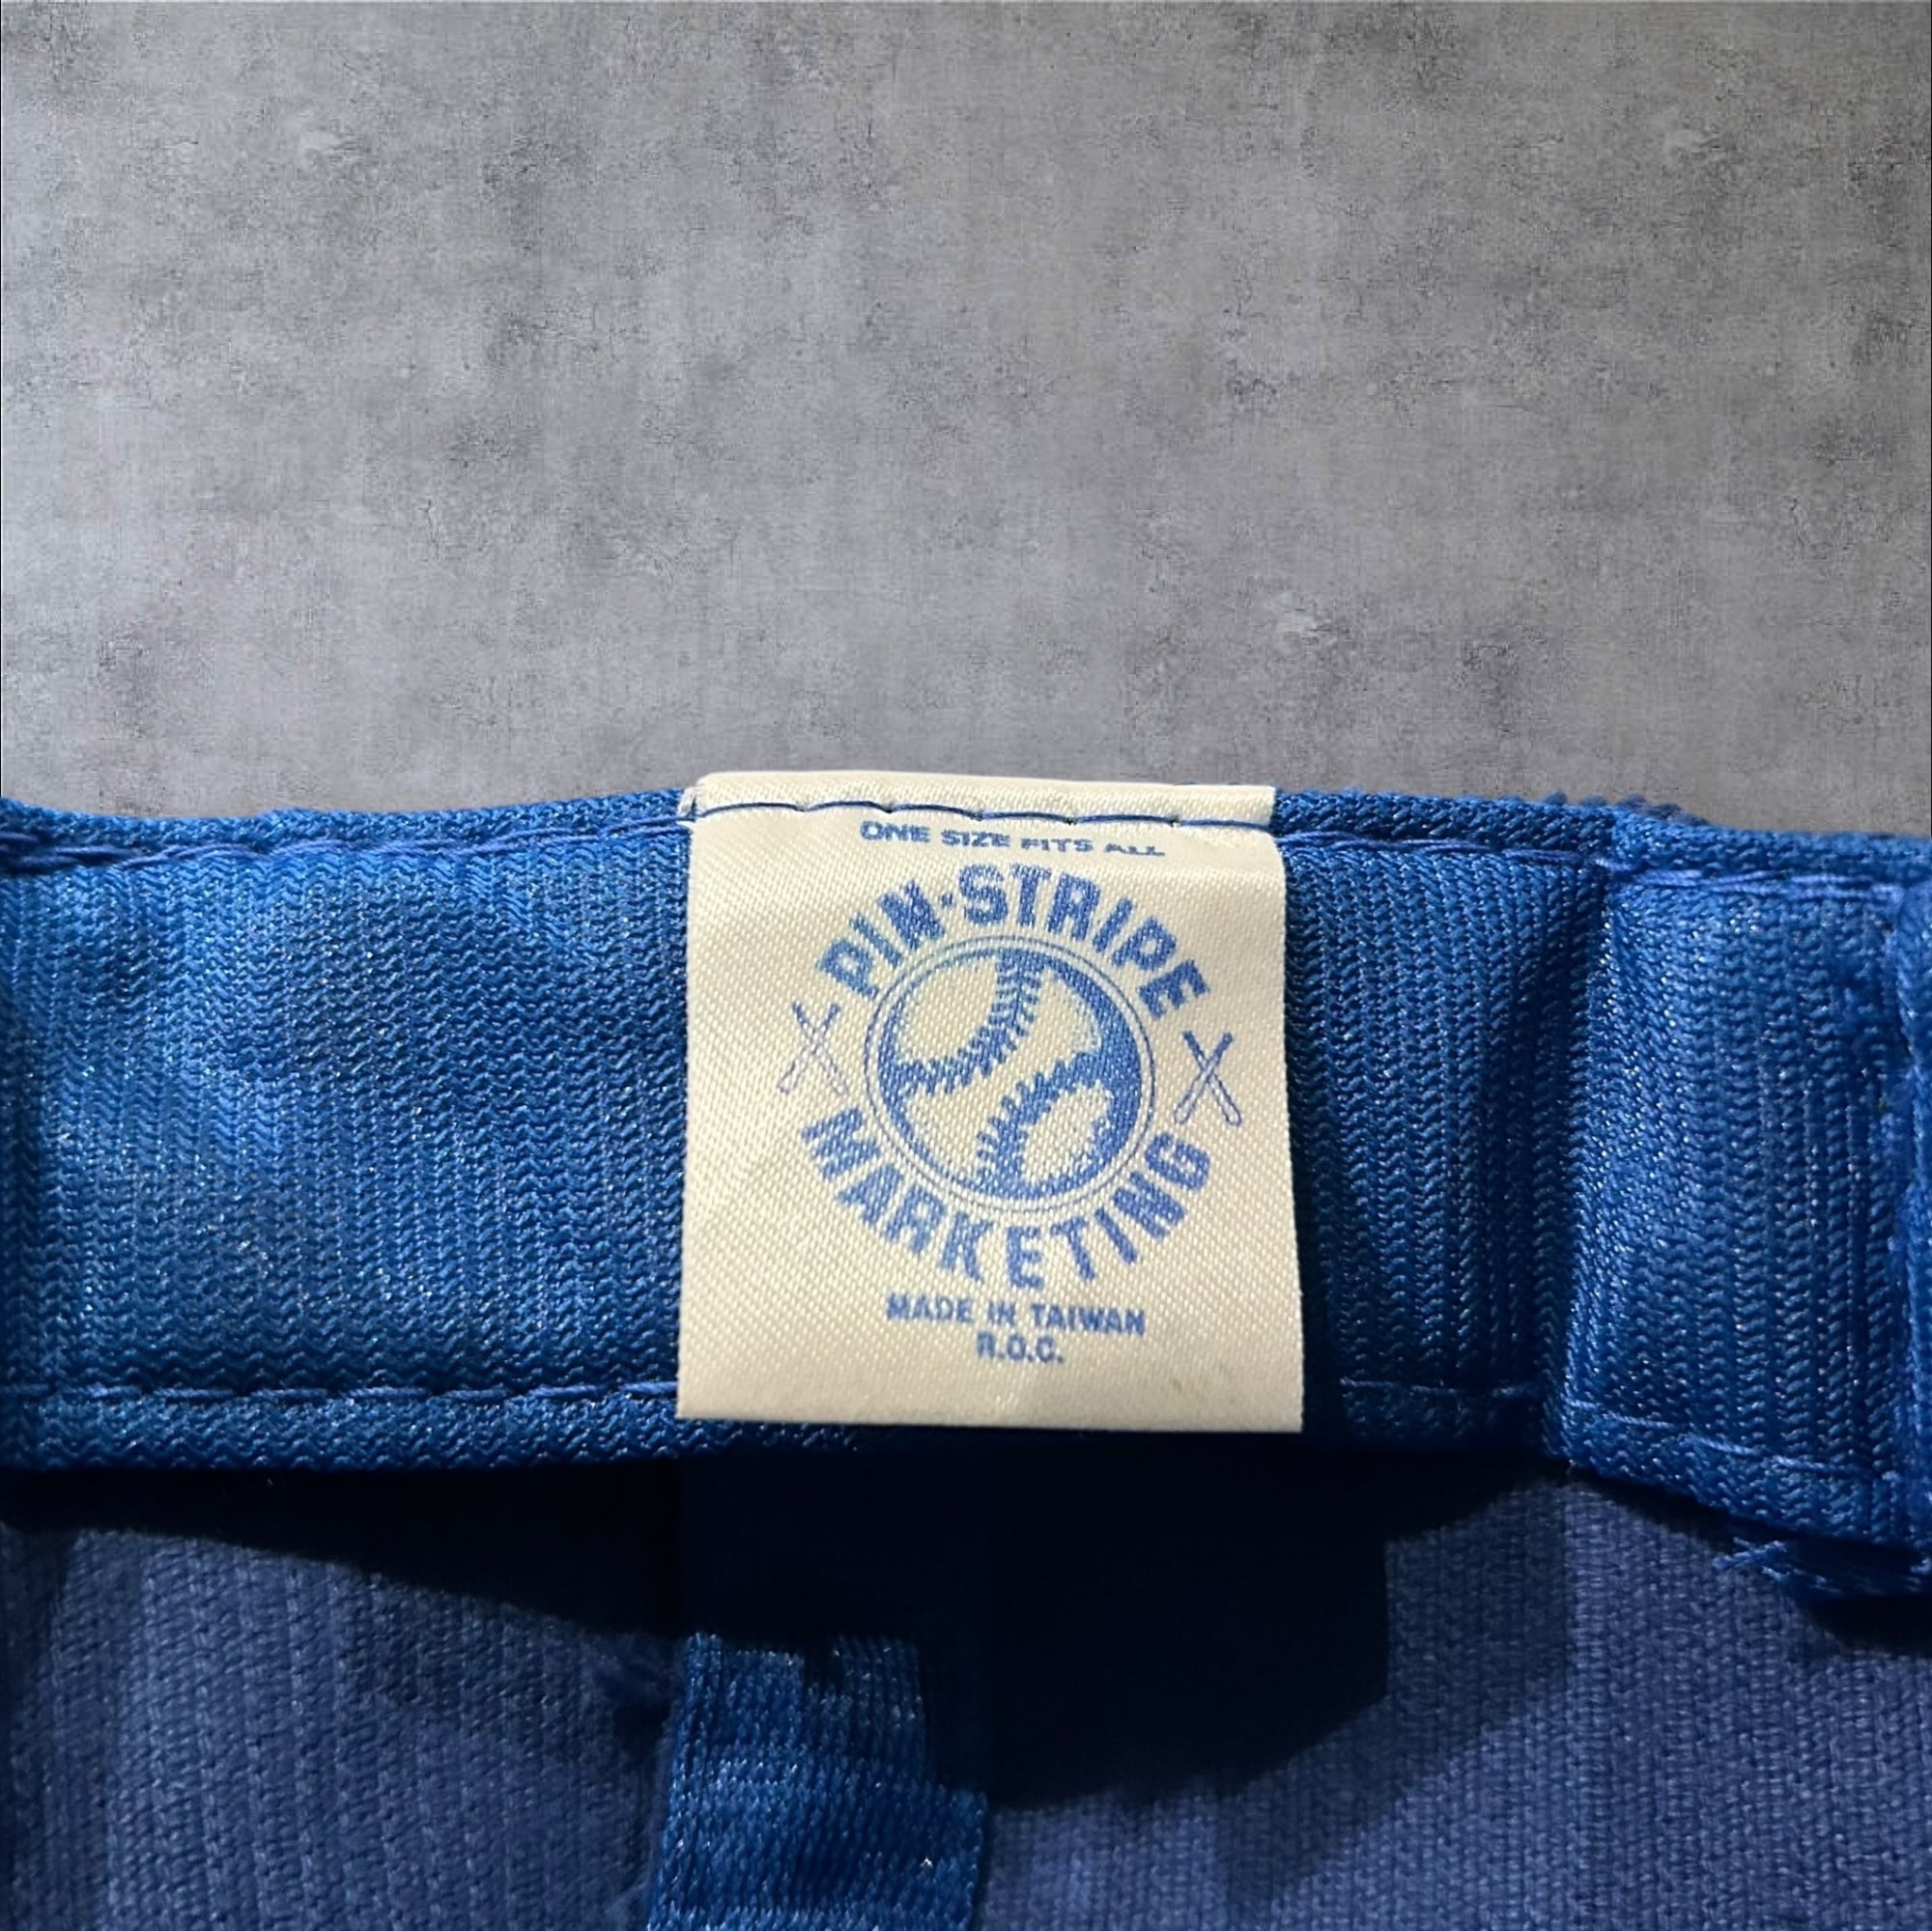 ONE SIZE FITS ALL
PIN-STRIPE
MARKETING
MADE IN TAIWAN
R.O.C.